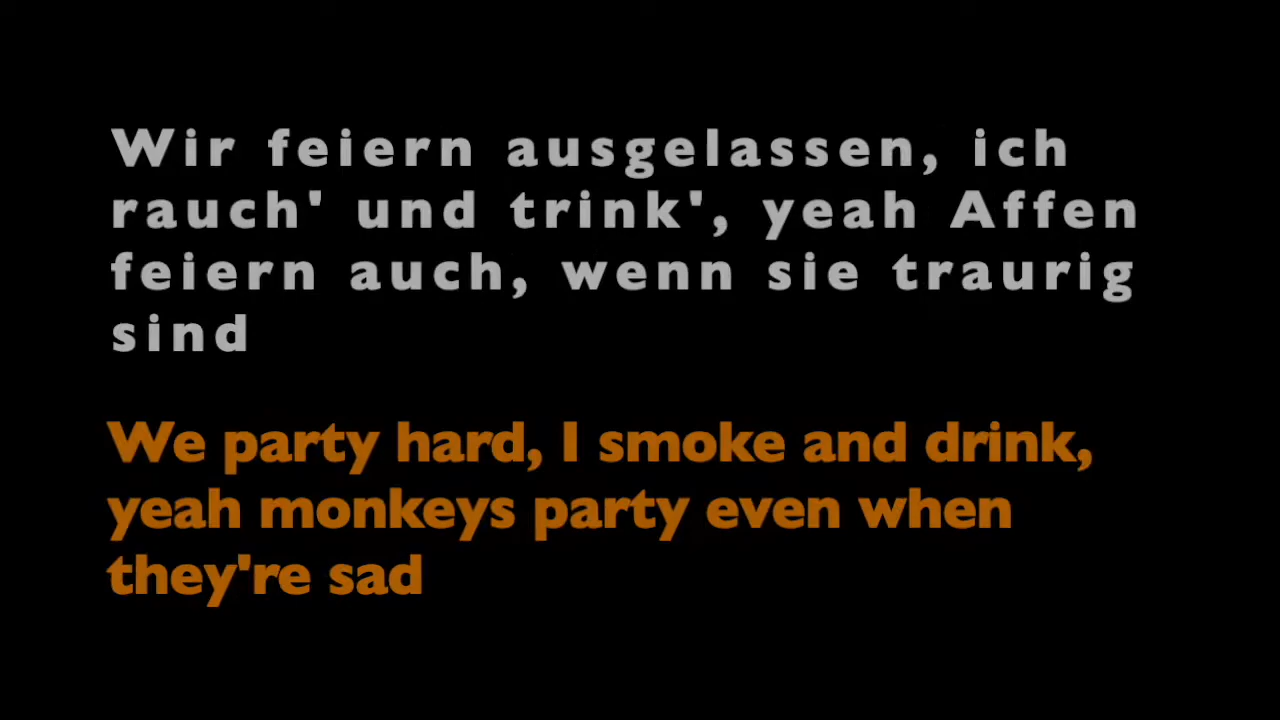 Wir feiern ausgelassen, ich
rauch' und trink', yeah Affen
feiern auch, wenn sie traurig
sind
We party hard, I smoke and drink,
yeah monkeys party even when
they're sad